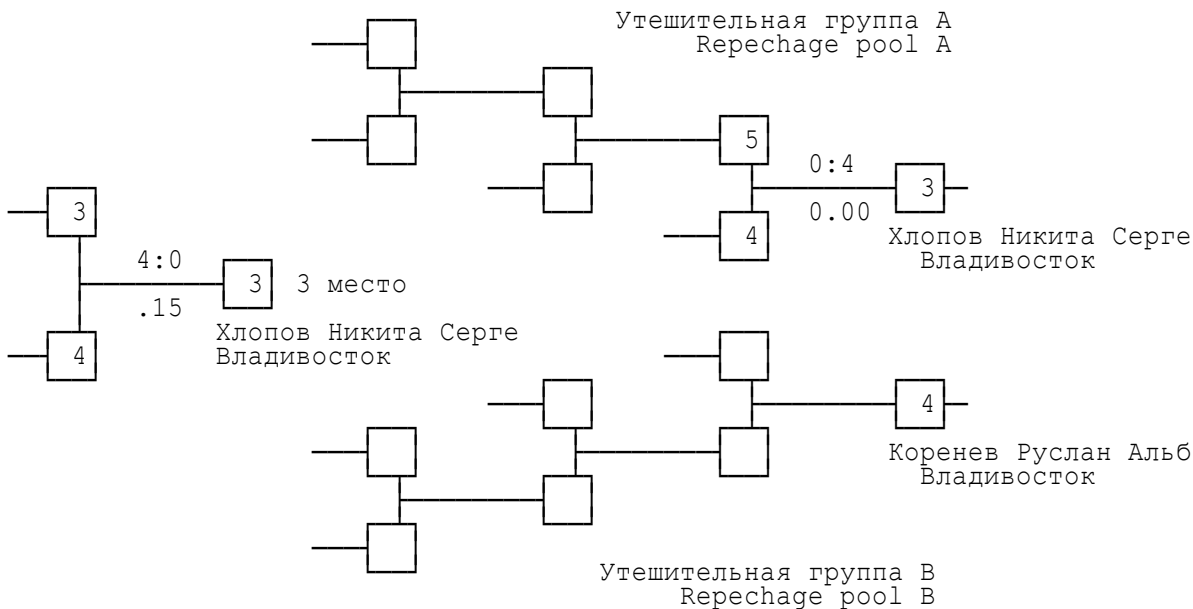 Утешительная группа А
Repechage pool A
5
0:4
3
0.00
4
Хлопов Никита Серге
Владивосток
3
4:0
3 3 место
.15
Хлопов Никита Серге
Владивосток
4
4
Коренев Руслан Альб
Владивосток
Утешительная группа В
Repechage pool B